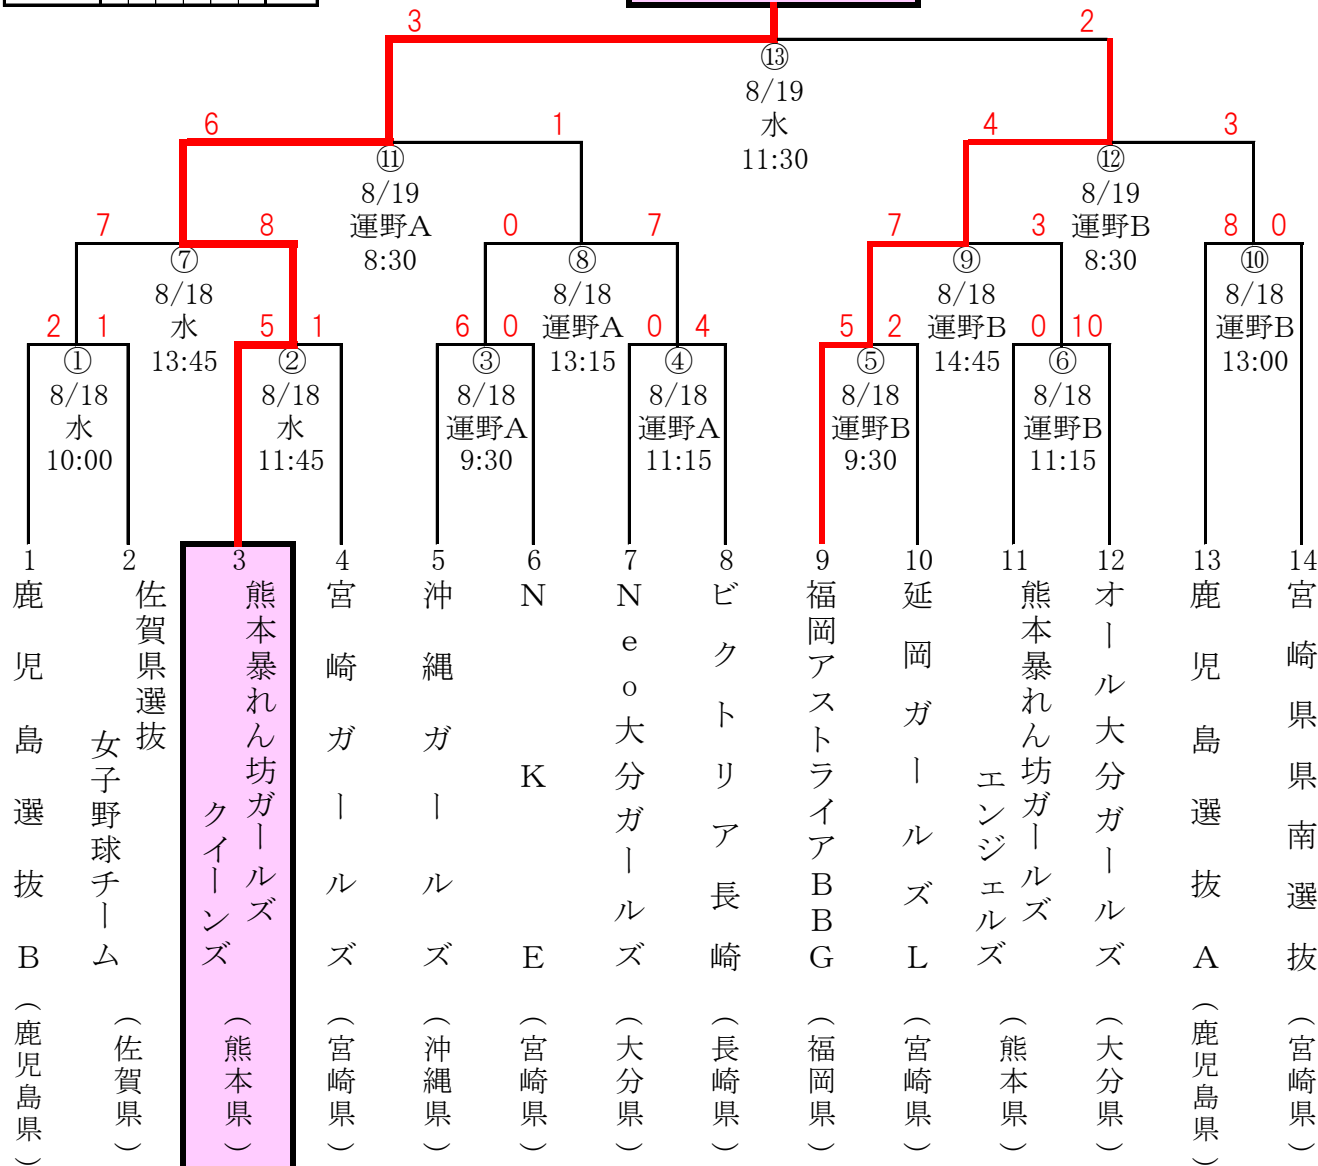 3
2
⑬
8/19
水
11:30
6
1
4
3
⑪
8/19
運野A
8:30
⑫
8/19
運野B
8:30
7
8
0
7
7
3
8
0
⑦
8/18
水
13:45
⑧
8/18
運野A
13:15
⑨
8/18
運野B
14:45
⑩
8/18
運野B
13:00
2
1
5
1
6
0
0
4
5
2
0
10
①
8/18
水
10:00
②
8/18
水
11:45
③
8/18
運野A
9:30
④
8/18
運野A
11:15
⑤
8/18
運野B
9:30
⑥
8/18
運野B
11:15
1
鹿児島選抜B
(鹿児島県)
2
佐賀県選抜
女子野球チーム
(佐賀県)
3
熊本暴れん坊ガールズ
クイーンズ
(熊本県)
4
宮崎ガールズ
(宮崎県)
5
沖縄ガールズ
(沖縄県)
6
NKE
(宮崎県)
7
Neo大分ガールズ
(大分県)
8
ビクトリア長崎
(長崎県)
9
福岡アストライアBBG
(福岡県)
10
延岡ガールズL
(宮崎県)
11
熊本暴れん坊ガールズ
エンジェルズ
(熊本県)
12
オール大分ガールズ
(大分県)
13
鹿児島選抜A
(鹿児島県)
14
宮崎県県南選抜
(宮崎県)